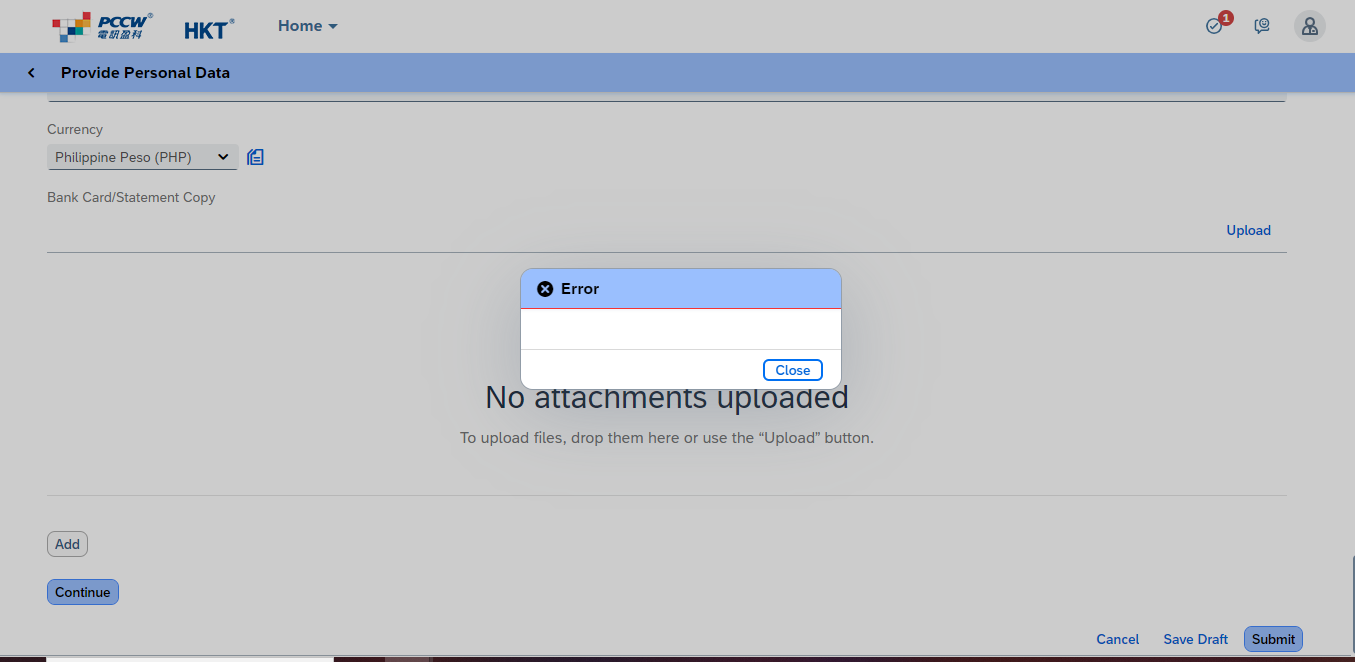 PCCW®
電訊盈科
HKT®
Home
1
Provide Personal Data
Currency
Philippine Peso (PHP)
Bank Card/Statement Copy
Upload
Error
Close
No attachments uploaded
To upload files, drop them here or use the “Upload” button.
Add
Continue
Cancel Save Draft Submit